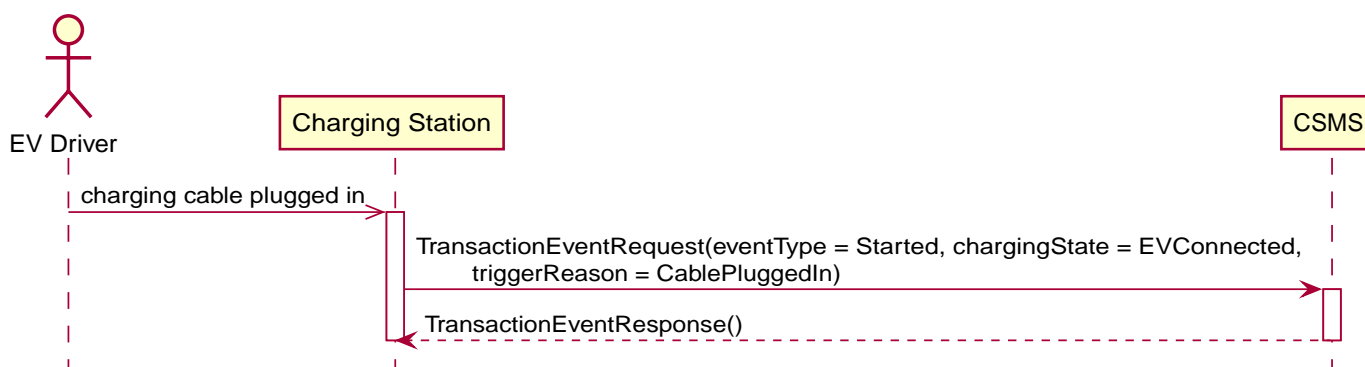 EV Driver
Charging Station
CSMS
charging cable plugged in
TransactionEventRequest(eventType = Started, chargingState = EVConnected,
triggerReason = CablePluggedIn)
TransactionEventResponse()